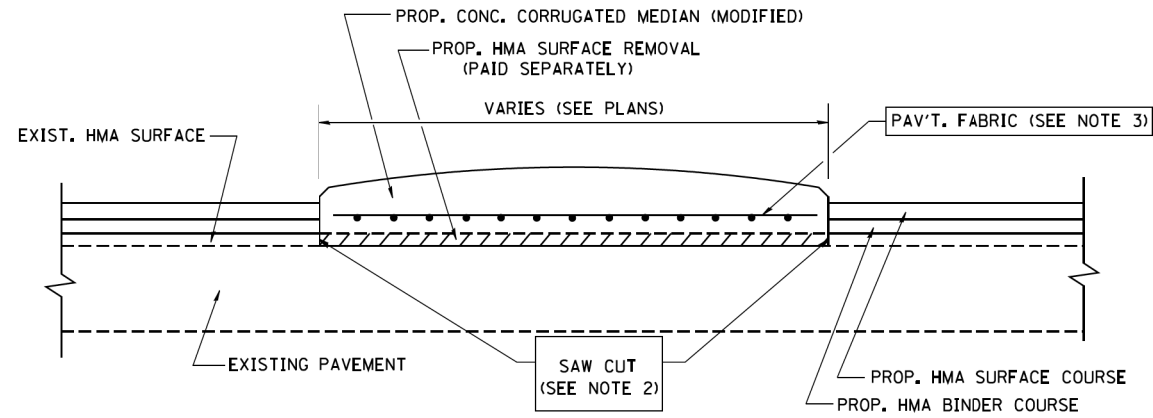 PROP. CONC. CORRUGATED MEDIAN (MODIFIED)
PROP. HMA SURFACE REMOVAL
(PAID SEPARATELY)
VARIES (SEE PLANS)
PAV'T. FABRIC (SEE NOTE 3)
EXIST. HMA SURFACE
EXISTING PAVEMENT
SAW CUT
(SEE NOTE 2)
PROP. HMA SURFACE COURSE
PROP. HMA BINDER COURSE